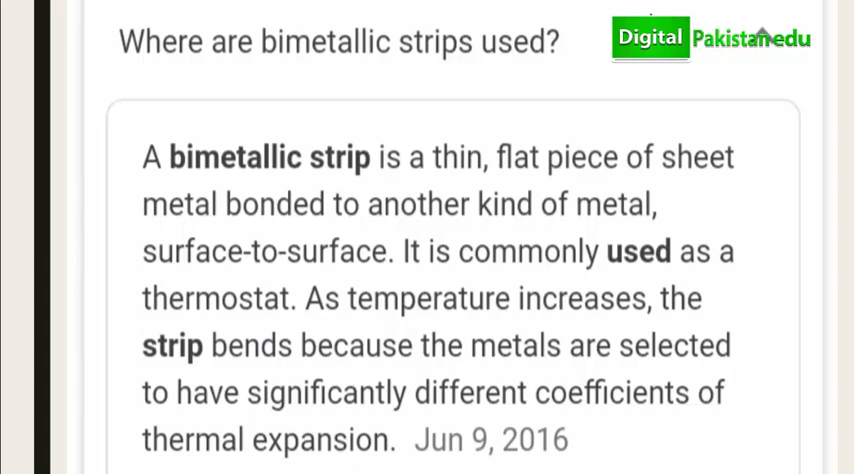 Where are bimetallic strips used?
Digital Pakistan edu
A bimetallic strip is a thin, flat piece of sheet
metal bonded to another kind of metal,
surface-to-surface. It is commonly used as a
thermostat. As temperature increases, the
strip bends because the metals are selected
to have significantly different coefficients of
thermal expansion. Jun 9, 2016